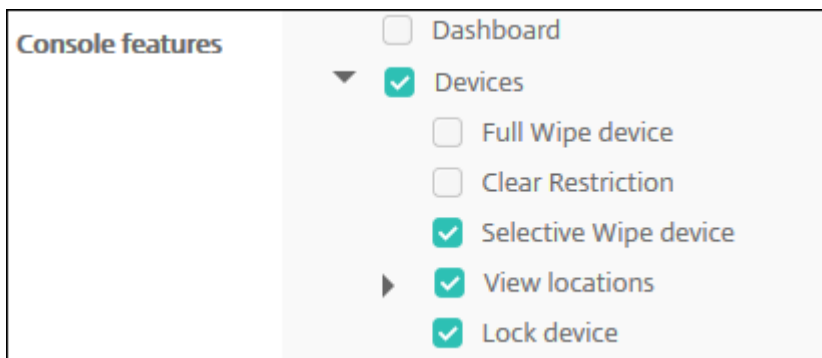 Console features
Dashboard
Devices
Full Wipe device
Clear Restriction
Selective Wipe device
View locations
Lock device